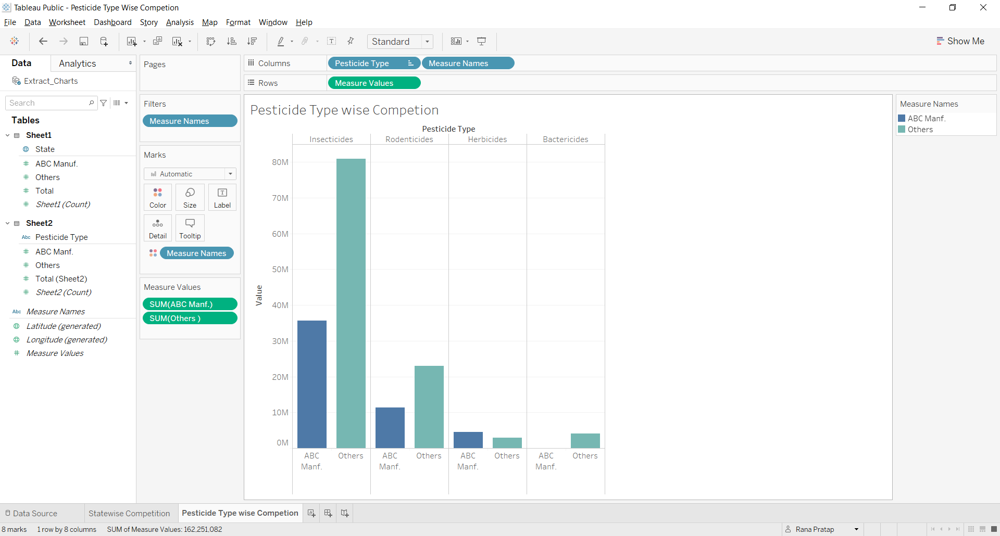 Tableau Public - Pesticide Type Wise Competion
File Data Worksheet Dashboard Story Analysis Map Format Window Help
Standard
Show Me
Data Analytics
Extract_Charts
Search
Tables
Sheet1
State
ABC Manuf.
Others
Total
Sheet1 (Count)
Sheet2
Abc Pesticide Type
ABC Manf.
Others
Total (Sheet2)
Sheet2 (Count)
Abc Measure Names
Latitude (generated)
Longitude (generated)
Measure Values
Pages
Filters
Measure Names
Marks
Automatic
Color Size Label
Detail Tooltip
Measure Names
Measure Values
SUM(ABC Manf.)
SUM(Others )
Columns Pesticide Type Measure Names
Rows Measure Values
Pesticide Type wise Competion
Pesticide Type
Insecticides Rodenticides Herbicides Bactericides
80M
70M
60M
50M
40M
30M
20M
10M
0M
Value
ABC Manf. Others ABC Manf. Others ABC Manf. Others ABC Manf. Others
Measure Names
ABC Manf.
Others
Data Source Statewise Competition Pesticide Type wise Competion
8 marks 1 row by 8 columns SUM of Measure Values: 162,251,082 Rana Pratap